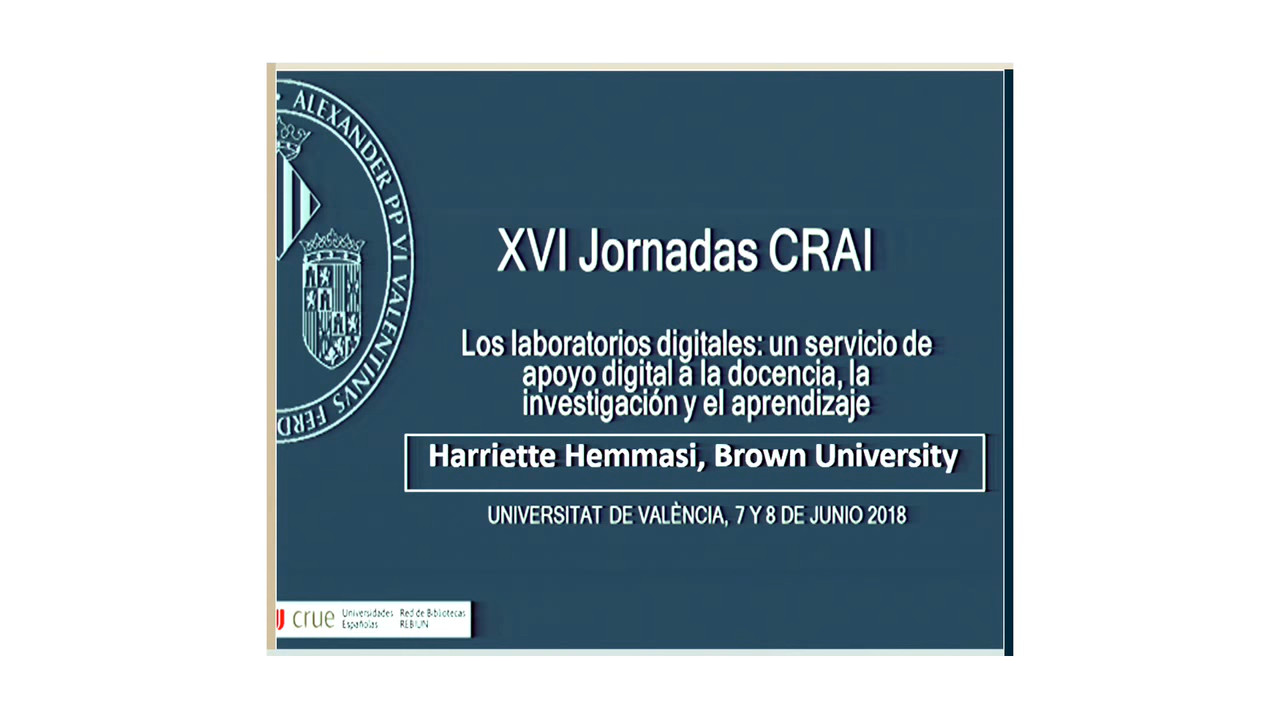 ALEXANDER PP VI VALENTINVS FERD
XVI Jornadas CRAI
Los laboratorios digitales: un servicio de
apoyo digital a la docencia, la
investigación y el aprendizaje
Harriette Hemmasi, Brown University
UNIVERSITAT DE VALÈNCIA, 7 Y 8 DE JUNIO 2018
crue
Universidades
Españolas
Red de Bibliotecas
REBIUN